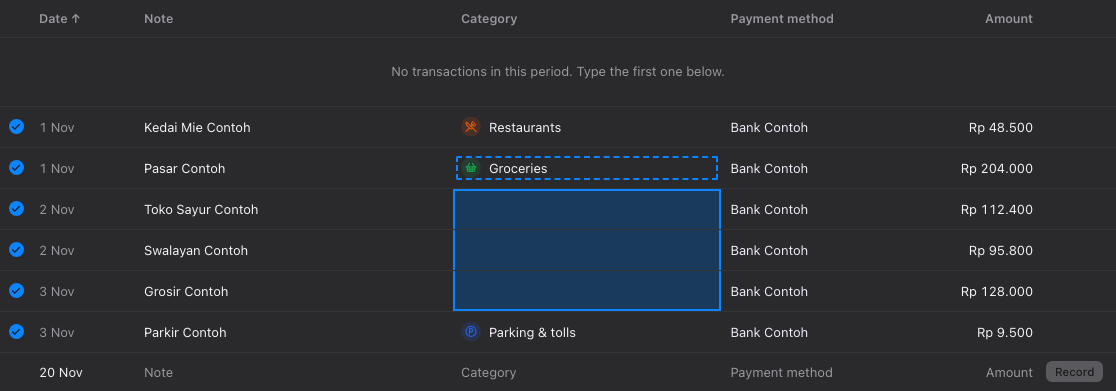 Date ↑ Note Category Payment method Amount
No transactions in this period. Type the first one below.
1 Nov Kedai Mie Contoh Restaurants Bank Contoh Rp 48.500
1 Nov Pasar Contoh Groceries Bank Contoh Rp 204.000
2 Nov Toko Sayur Contoh Bank Contoh Rp 112.400
2 Nov Swalayan Contoh Bank Contoh Rp 95.800
3 Nov Grosir Contoh Bank Contoh Rp 128.000
3 Nov Parkir Contoh Parking & tolls Bank Contoh Rp 9.500
20 Nov Note Category Payment method Amount Record